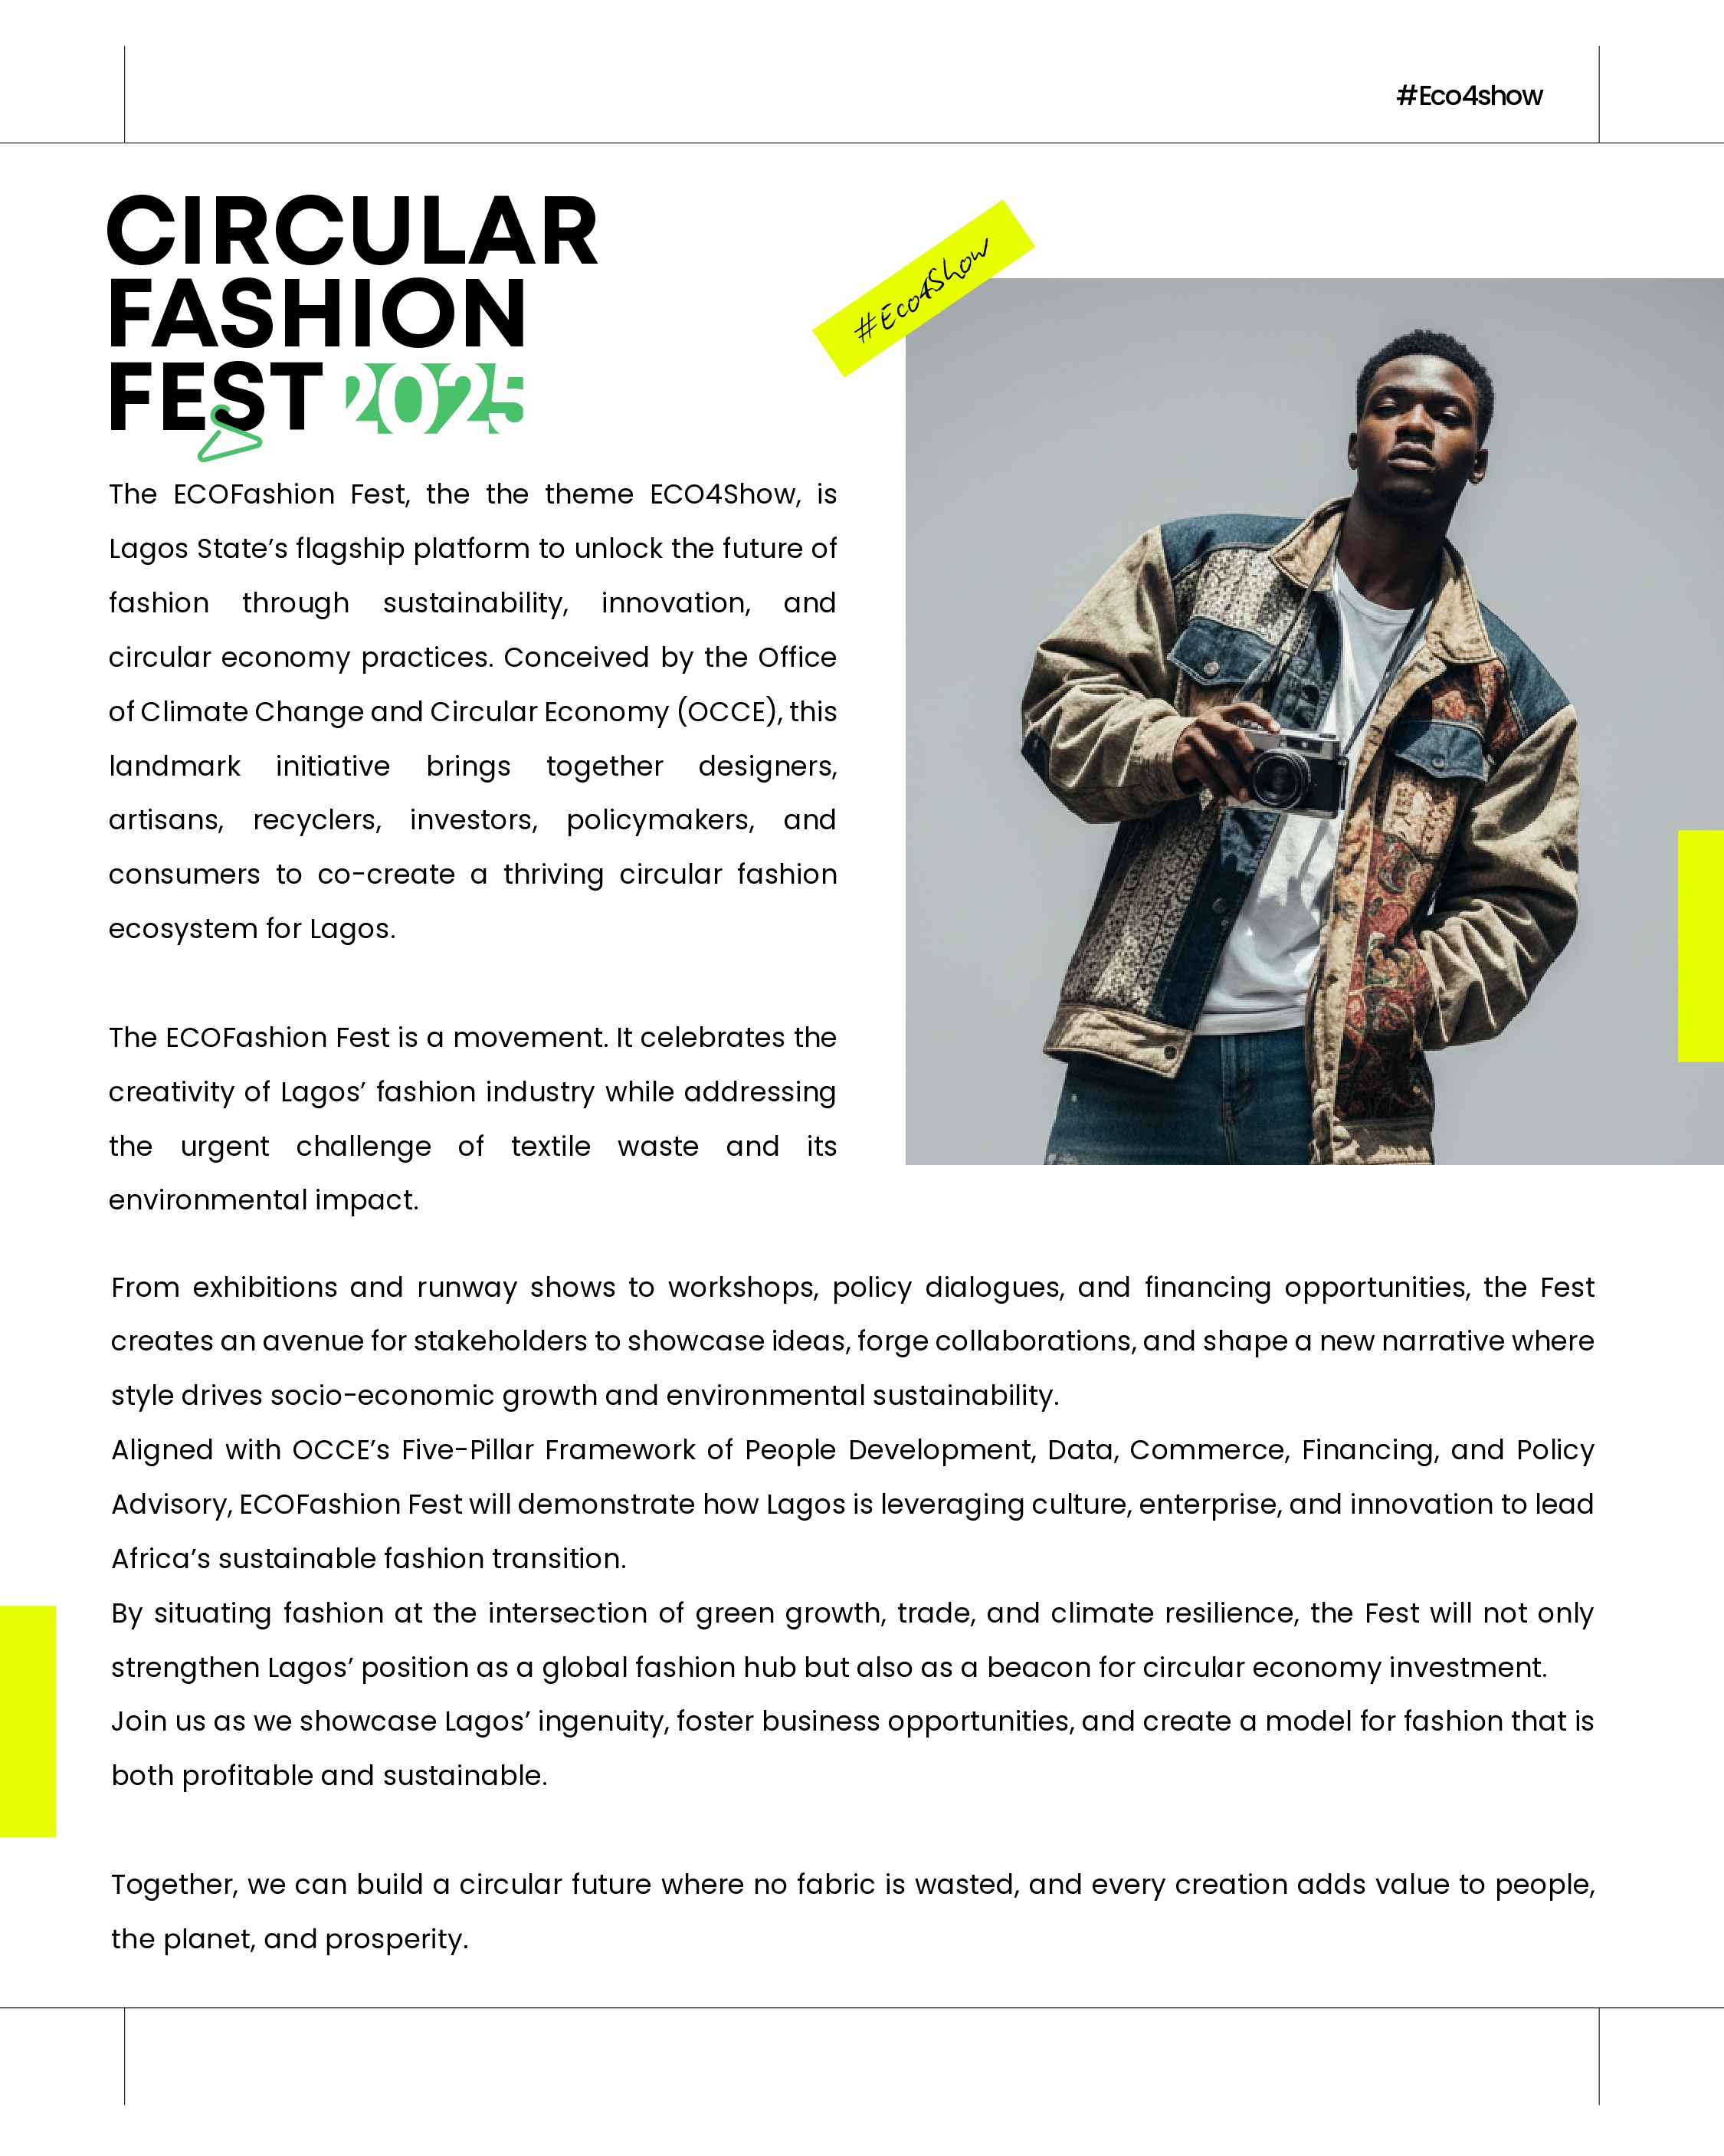 #Eco4show
CIRCULAR
FASHION
FEST 2025
#Eco4Show
The ECOFashion Fest, the the theme ECO4Show, is
Lagos State’s flagship platform to unlock the future of
fashion through sustainability, innovation, and
circular economy practices. Conceived by the Office
of Climate Change and Circular Economy (OCCE), this
landmark initiative brings together designers,
artisans, recyclers, investors, policymakers, and
consumers to co-create a thriving circular fashion
ecosystem for Lagos.
The ECOFashion Fest is a movement. It celebrates the
creativity of Lagos’ fashion industry while addressing
the urgent challenge of textile waste and its
environmental impact.
From exhibitions and runway shows to workshops, policy dialogues, and financing opportunities, the Fest
creates an avenue for stakeholders to showcase ideas, forge collaborations, and shape a new narrative where
style drives socio-economic growth and environmental sustainability.
Aligned with OCCE’s Five-Pillar Framework of People Development, Data, Commerce, Financing, and Policy
Advisory, ECOFashion Fest will demonstrate how Lagos is leveraging culture, enterprise, and innovation to lead
Africa’s sustainable fashion transition.
By situating fashion at the intersection of green growth, trade, and climate resilience, the Fest will not only
strengthen Lagos’ position as a global fashion hub but also as a beacon for circular economy investment.
Join us as we showcase Lagos’ ingenuity, foster business opportunities, and create a model for fashion that is
both profitable and sustainable.
Together, we can build a circular future where no fabric is wasted, and every creation adds value to people,
the planet, and prosperity.